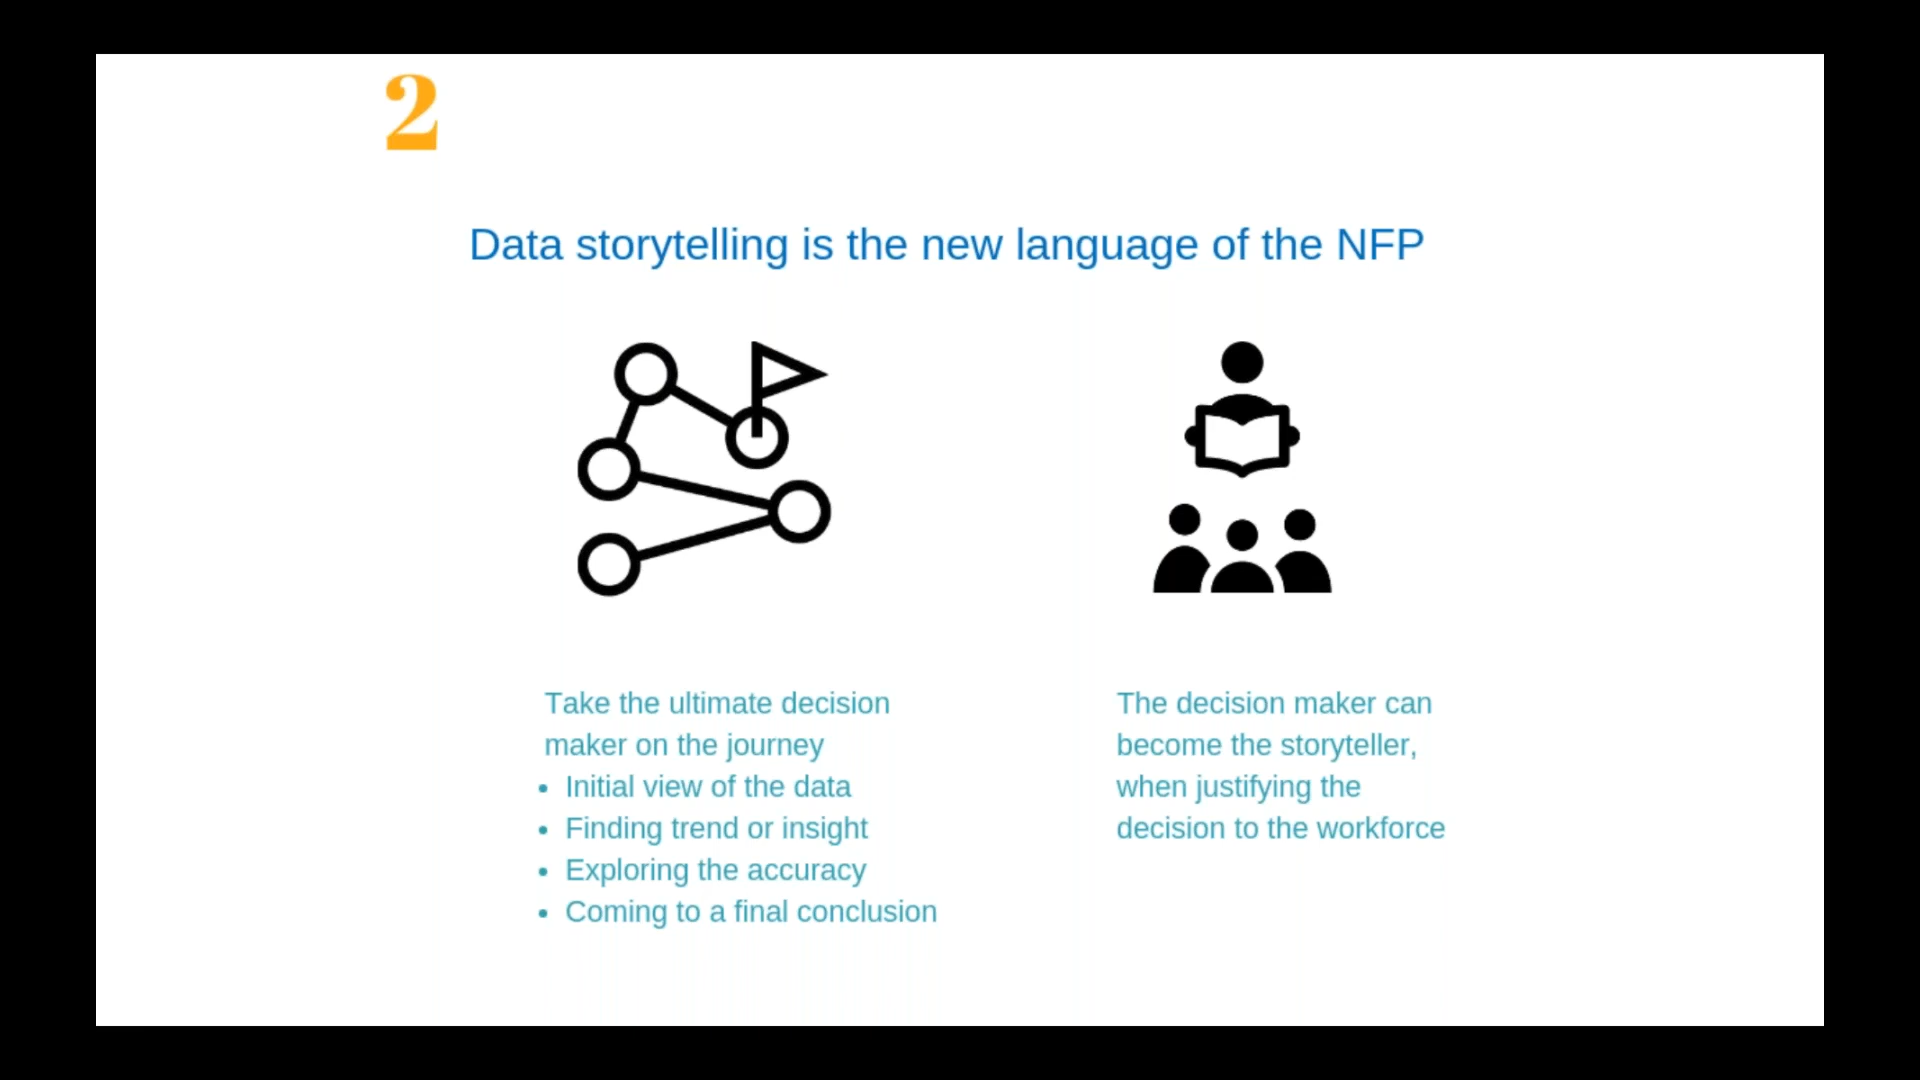 2
Data storytelling is the new language of the NFP
Take the ultimate decision
maker on the journey
• Initial view of the data
• Finding trend or insight
• Exploring the accuracy
• Coming to a final conclusion
The decision maker can
become the storyteller,
when justifying the
decision to the workforce